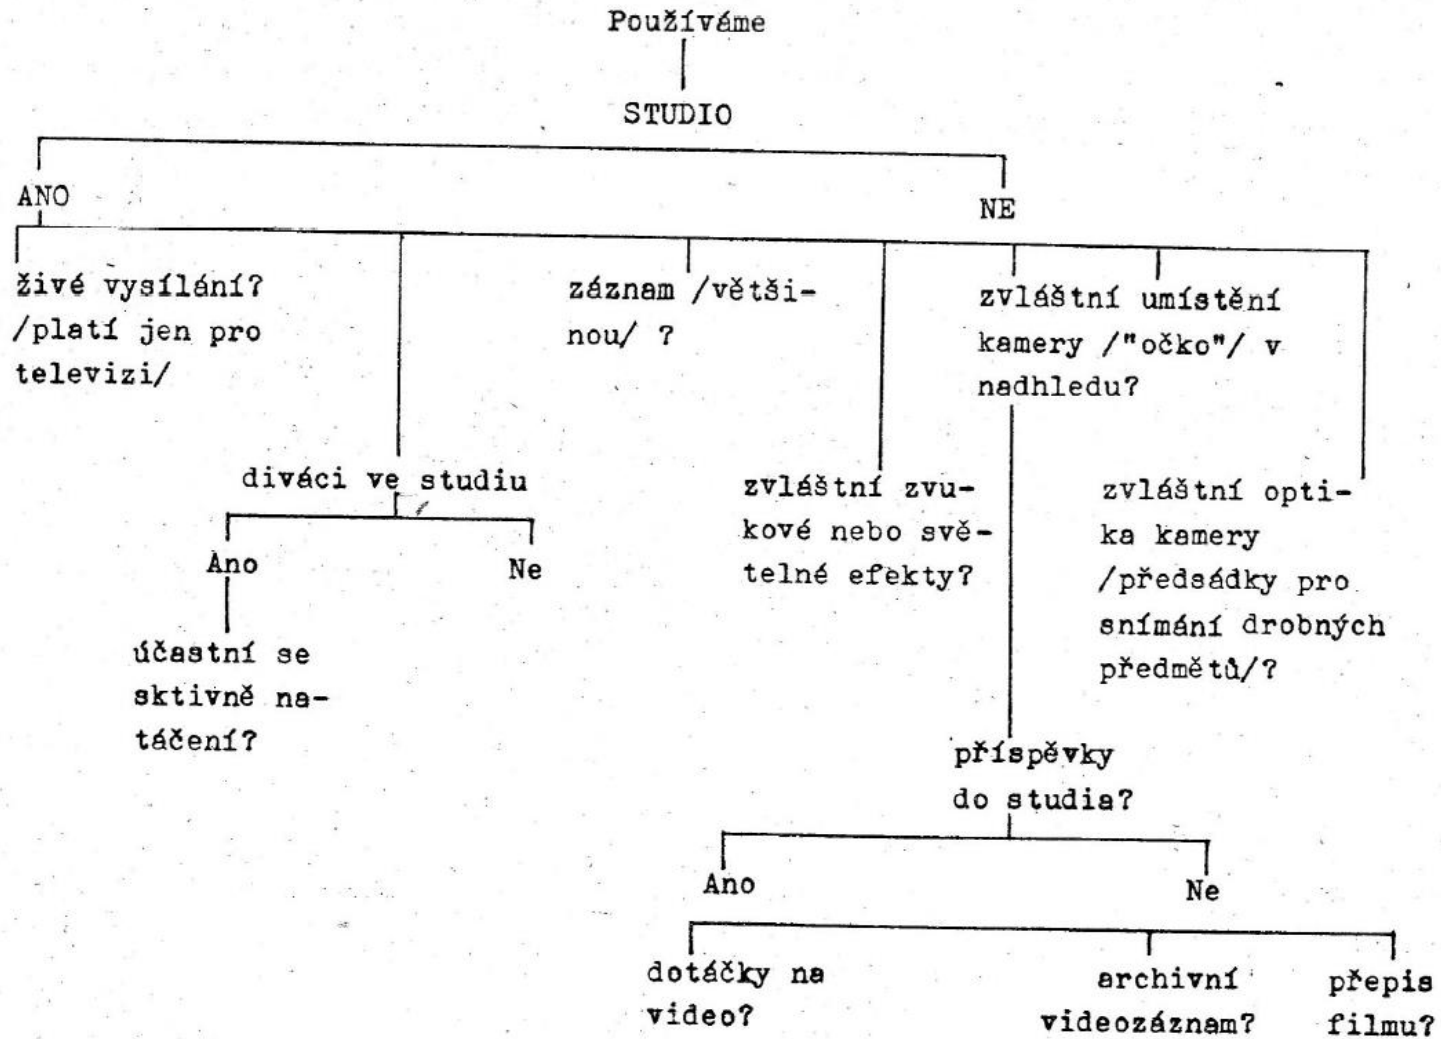 Používáme
STUDIO
ANO
NE
živé vysílání?
/platí jen pro
televizi/
záznam /větši-
nou/ ?
zvláštní umístění
kamery /"očko"/ v
nadhledu?
diváci ve studiu
Ano
Ne
účastní se
sktivně na-
táčení?
zvláštní zvu-
kové nebo svě-
telné efekty?
zvláštní opti-
ka kamery
/předsádky pro
snímání drobných
předmětů/?
příspěvky
do studia?
Ano
Ne
dotáčky na
video?
archivní
videozáznam?
přepis
filmu?